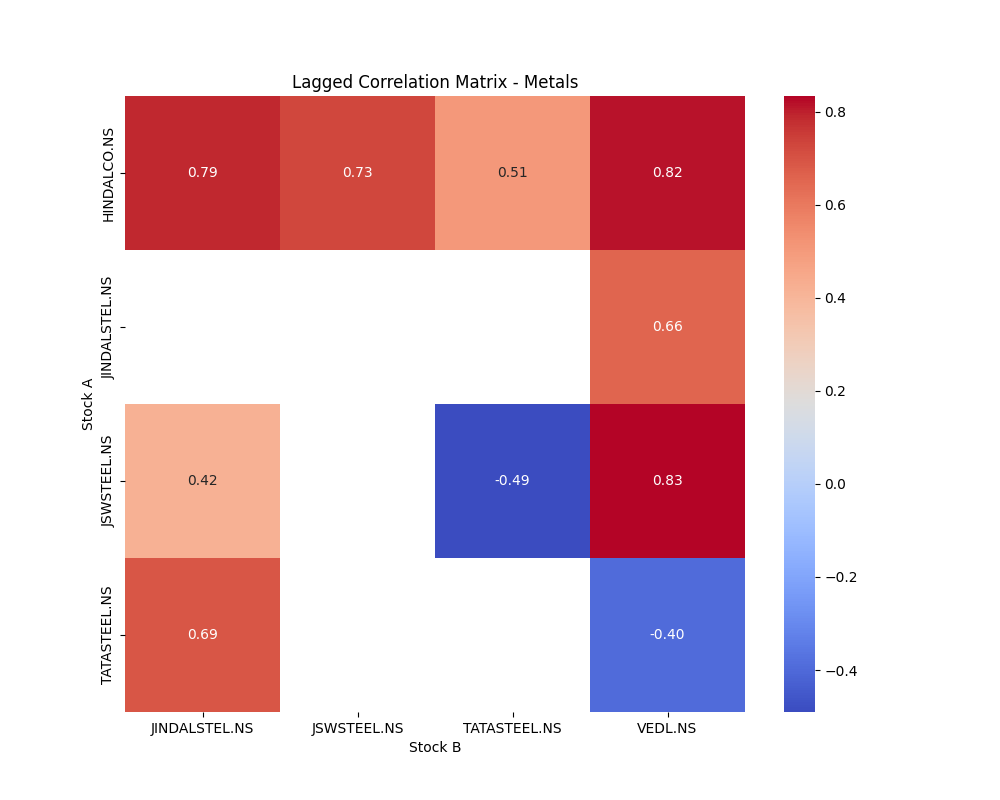 Lagged Correlation Matrix - Metals
HINDALCO.NS
0.79 0.73 0.51 0.82
JINDALSTEL.NS
0.66
JSWSTEEL.NS
0.42 -0.49 0.83
TATASTEEL.NS
0.69 -0.40
Stock A
JINDALSTEL.NS JSWSTEEL.NS TATASTEEL.NS VEDL.NS
Stock B
0.8
0.6
0.4
0.2
0.0
−0.2
−0.4